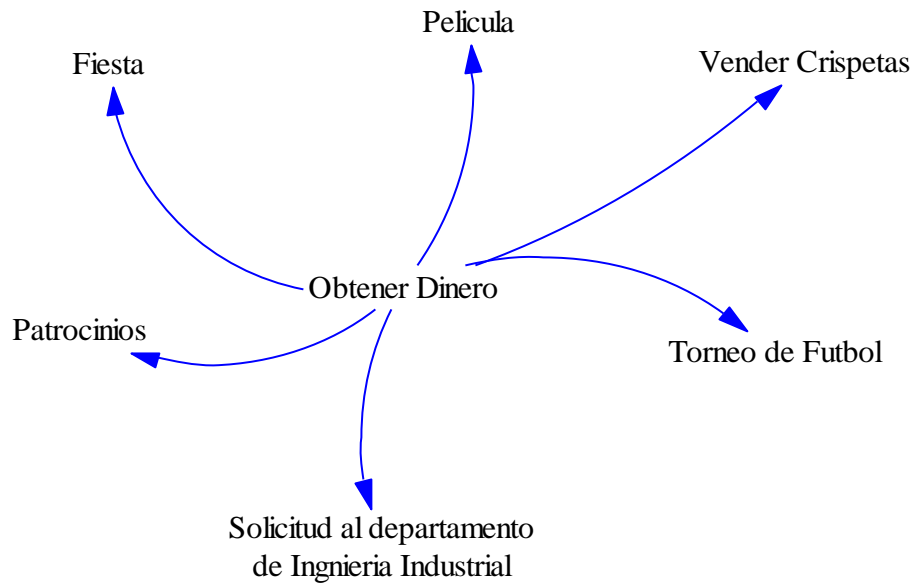 Pelicula
Fiesta
Vender Crispetas
Obtener Dinero
Patrocinios
Torneo de Futbol
Solicitud al departamento
de Ingnieria Industrial